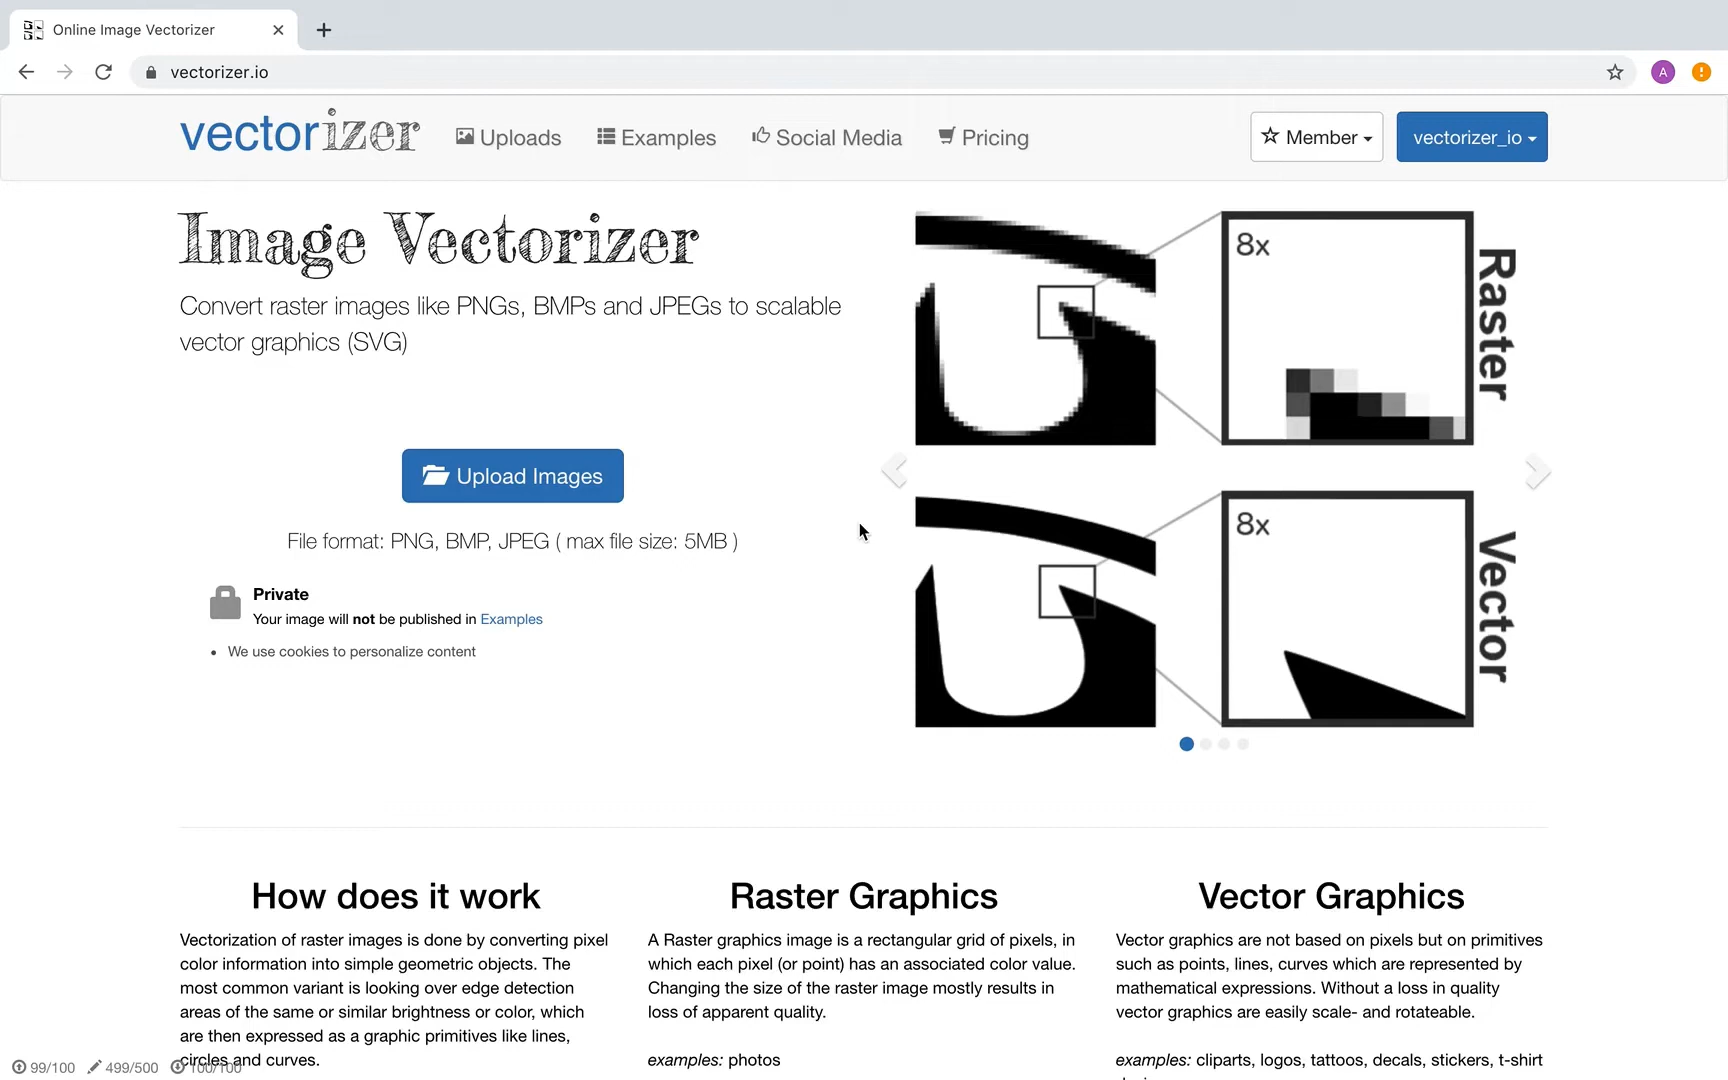 Online Image Vectorizer
vectorizer.io
A
vectorizer
Uploads
Examples
Social Media
Pricing
Member
vectorizer_io
Image Vectorizer
Convert raster images like PNGs, BMPs and JPEGs to scalable
vector graphics (SVG)
Upload Images
File format: PNG, BMP, JPEG ( max file size: 5MB )
Private
Your image will not be published in Examples
• We use cookies to personalize content
8x
Raster
8x
Vector
How does it work
Vectorization of raster images is done by converting pixel
color information into simple geometric objects. The
most common variant is looking over edge detection
areas of the same or similar brightness or color, which
are then expressed as a graphic primitives like lines,
circles and curves.
Raster Graphics
A Raster graphics image is a rectangular grid of pixels, in
which each pixel (or point) has an associated color value.
Changing the size of the raster image mostly results in
loss of apparent quality.
examples: photos
Vector Graphics
Vector graphics are not based on pixels but on primitives
such as points, lines, curves which are represented by
mathematical expressions. Without a loss in quality
vector graphics are easily scale- and rotateable.
examples: cliparts, logos, tattoos, decals, stickers, t-shirt
99/100 499/500 100/100